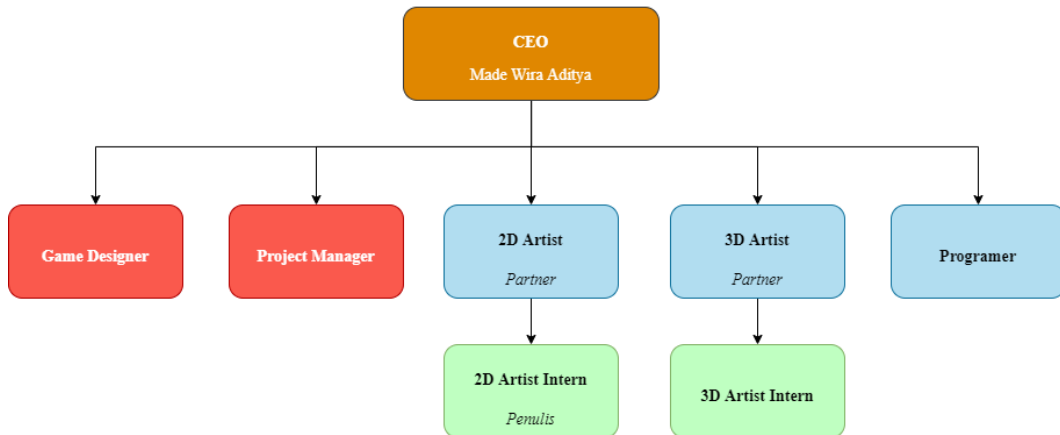 CEO
Made Wira Aditya
Game Designer
Project Manager
2D Artist
Partner
3D Artist
Partner
Programer
2D Artist Intern
Penulis
3D Artist Intern